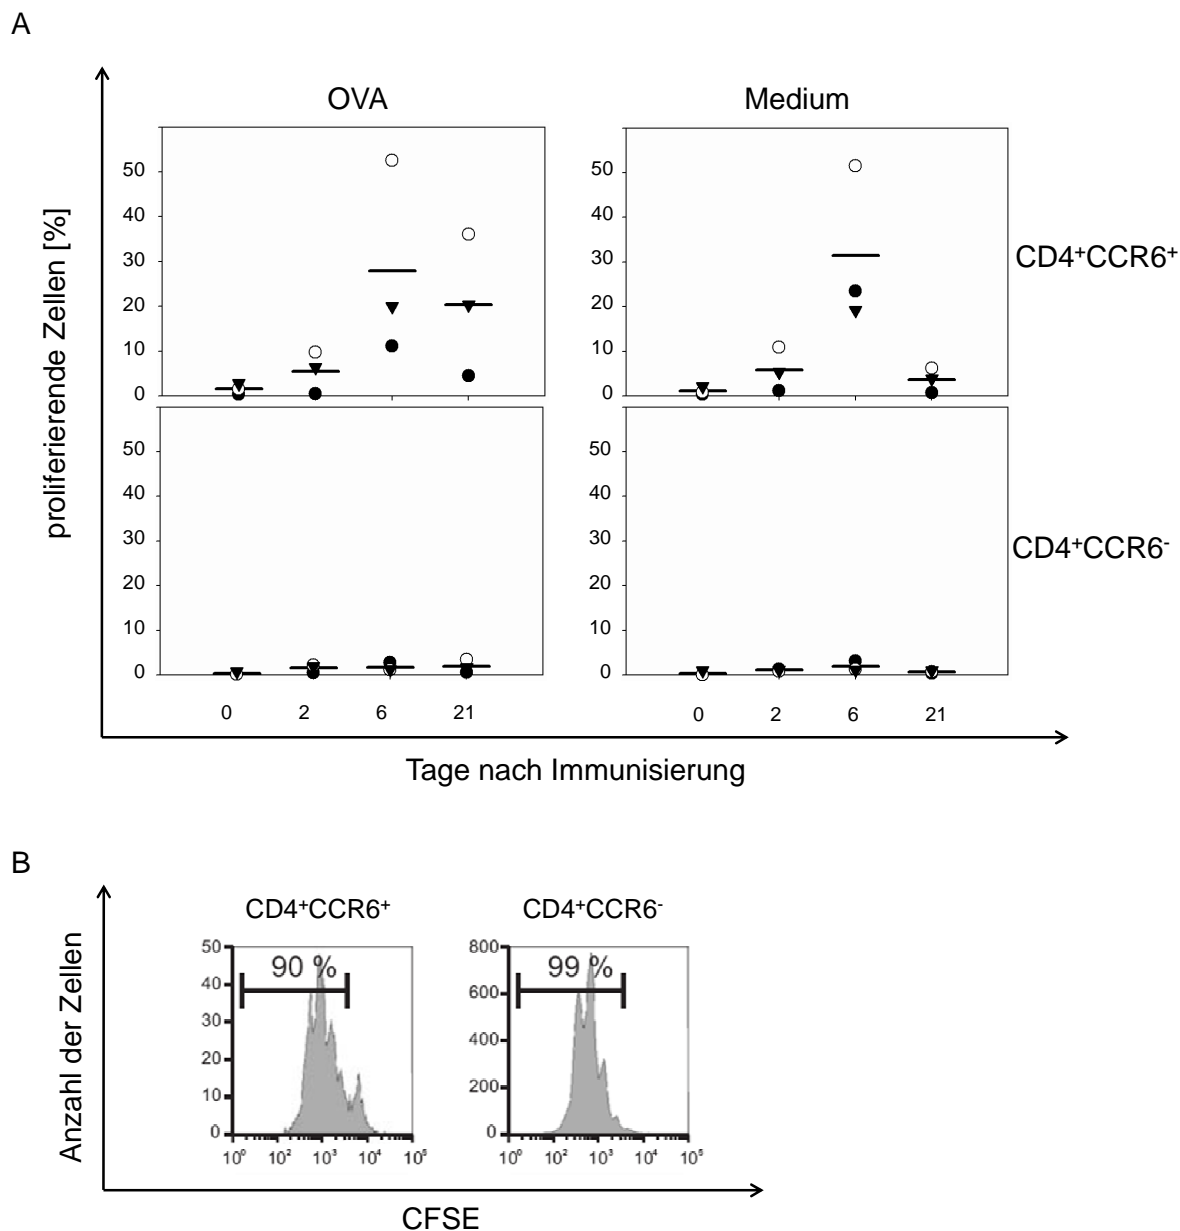 A
OVA
Medium
proliferierende Zellen [%]
50
40
30
20
10
0
50
40
30
20
10
0
CD4⁺CCR6⁺
50
40
30
20
10
0
50
40
30
20
10
0
CD4⁺CCR6⁻
0 2 6 21
0 2 6 21
Tage nach Immunisierung
B
Anzahl der Zellen
CD4⁺CCR6⁺
CD4⁺CCR6⁻
90 %
50
40
30
20
10
0
10⁰ 10² 10³ 10⁴ 10⁵
99 %
800
600
400
200
0
10⁰ 10² 10³ 10⁴ 10⁵
CFSE